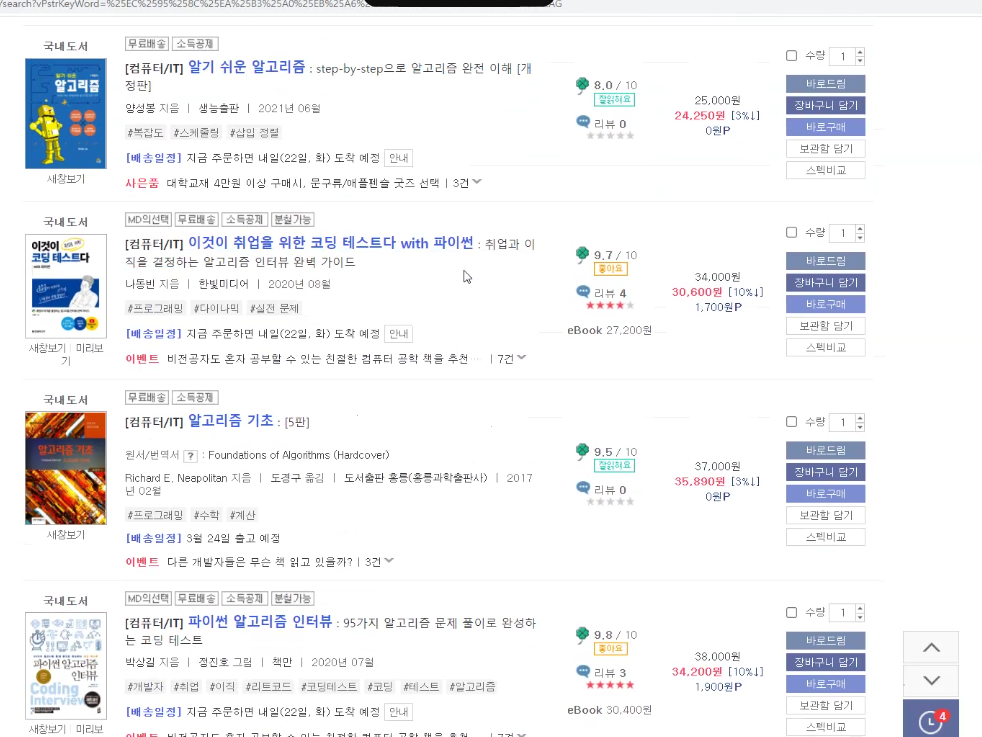 /search?vPstrKeyWord=%25EC%2595%258C%25EA%25B3%25A0%25EB%25A6%2
AG
국내도서
무료배송 소득공제
[컴퓨터/IT] 알기 쉬운 알고리즘 : step-by-step으로 알고리즘 완전 이해 [개
정판]
양성봉 지음 | 생능출판 | 2021년 06월
#복잡도 #스케줄링 #삽입 정렬
[배송일정] 지금 주문하면 내일(22일, 화) 도착 예정 안내
사은품 대학교재 4만원 이상 구매시, 문구류/애플펜슬 굿즈 선택 | 3건
새창보기
알기 쉬운
알고리즘
8.0 / 10
잘읽혀요
리뷰 0
25,000원
24,250원 [3%↓]
0원P
수량 1
바로드림
장바구니 담기
바로구매
보관함 담기
스펙비교
국내도서
MD의선택 무료배송 소득공제 분철가능
[컴퓨터/IT] 이것이 취업을 위한 코딩 테스트다 with 파이썬 : 취업과 이
직을 결정하는 알고리즘 인터뷰 완벽 가이드
나동빈 지음 | 한빛미디어 | 2020년 08월
#프로그래밍 #다이나믹 #실전 문제
[배송일정] 지금 주문하면 내일(22일, 화) 도착 예정 안내
이벤트 비전공자도 혼자 공부할 수 있는 친절한 컴퓨터 공학 책을 추천… | 7건
새창보기 | 미리보
기
이것이
코딩 테스트다
9.7 / 10
좋아요
리뷰 4
eBook 27,200원
34,000원
30,600원 [10%↓]
1,700원P
수량 1
바로드림
장바구니 담기
바로구매
보관함 담기
스펙비교
국내도서
무료배송 소득공제
[컴퓨터/IT] 알고리즘 기초 : [5판]
원서/번역서 ? : Foundations of Algorithms (Hardcover)
Richard E, Neapolitan 지음 | 도경구 옮김 | 도서출판 홍릉(홍릉과학출판사) | 2017
년 02월
#프로그래밍 #수학 #계산
[배송일정] 3월 24일 출고 예정
이벤트 다른 개발자들은 무슨 책 읽고 있을까? | 3건
새창보기
알고리즘 기초
9.5 / 10
잘읽혀요
리뷰 0
37,000원
35,890원 [3%↓]
0원P
수량 1
바로드림
장바구니 담기
바로구매
보관함 담기
스펙비교
국내도서
MD의선택 무료배송 소득공제 분철가능
[컴퓨터/IT] 파이썬 알고리즘 인터뷰 : 95가지 알고리즘 문제 풀이로 완성하
는 코딩 테스트
박상길 지음 | 정진호 그림 | 책만 | 2020년 07월
#개발자 #취업 #이직 #리트코드 #코딩테스트 #코딩 #테스트 #알고리즘
[배송일정] 지금 주문하면 내일(22일, 화) 도착 예정 안내
이벤트 비전공자도 혼자 공부할 수 있는 친절한 컴퓨터 공학 책을 추천… | 7건
새창보기 | 미리보
파이썬 알고리즘
인터뷰
Coding
Interview
9.8 / 10
좋아요
리뷰 3
eBook 30,400원
38,000원
34,200원 [10%↓]
1,900원P
수량 1
바로드림
장바구니 담기
바로구매
보관함 담기
스펙비교
4